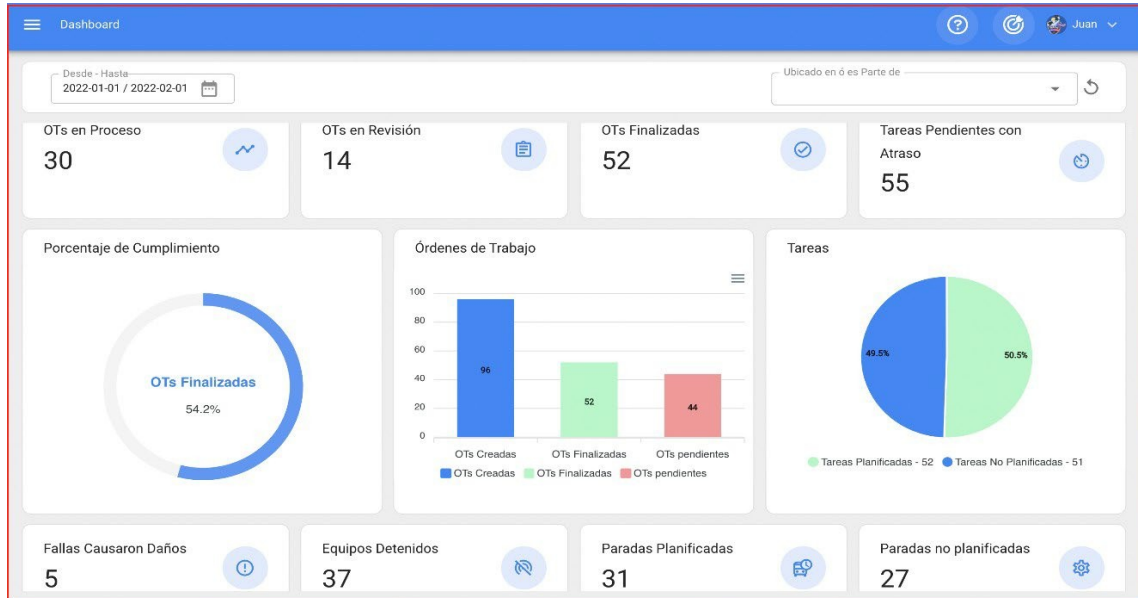 Dashboard
Juan
Desde - Hasta
2022-01-01 / 2022-02-01
Ubicado en ó es Parte de
OTs en Proceso
30
OTs en Revisión
14
OTs Finalizadas
52
Tareas Pendientes con
Atraso
55
Porcentaje de Cumplimiento
OTs Finalizadas
54.2%
Órdenes de Trabajo
100
80
60
40
20
0
96
52
44
OTs Creadas
OTs Finalizadas
OTs pendientes
OTs Creadas OTs Finalizadas OTs pendientes
Tareas
49.5%
50.5%
Tareas Planificadas - 52 Tareas No Planificadas - 51
Fallas Causaron Daños
5
Equipos Detenidos
37
Paradas Planificadas
31
Paradas no planificadas
27